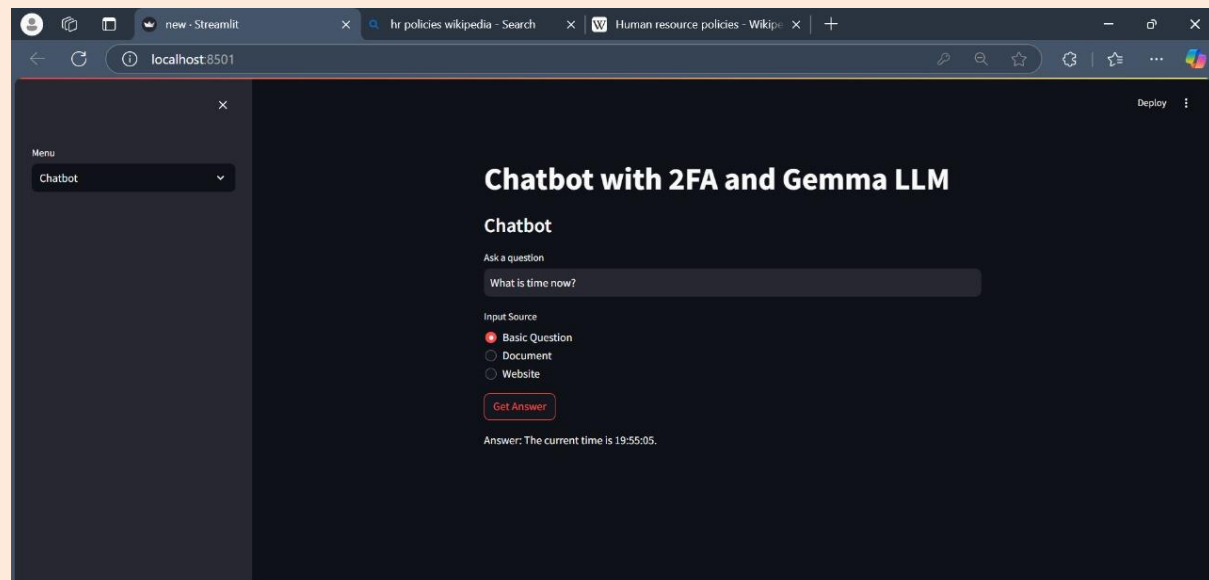 new · Streamlit
hr policies wikipedia - Search
W Human resource policies - Wikipe
localhost:8501
Deploy
Menu
Chatbot
Chatbot with 2FA and Gemma LLM
Chatbot
Ask a question
What is time now?
Input Source
Basic Question
Document
Website
Get Answer
Answer: The current time is 19:55:05.